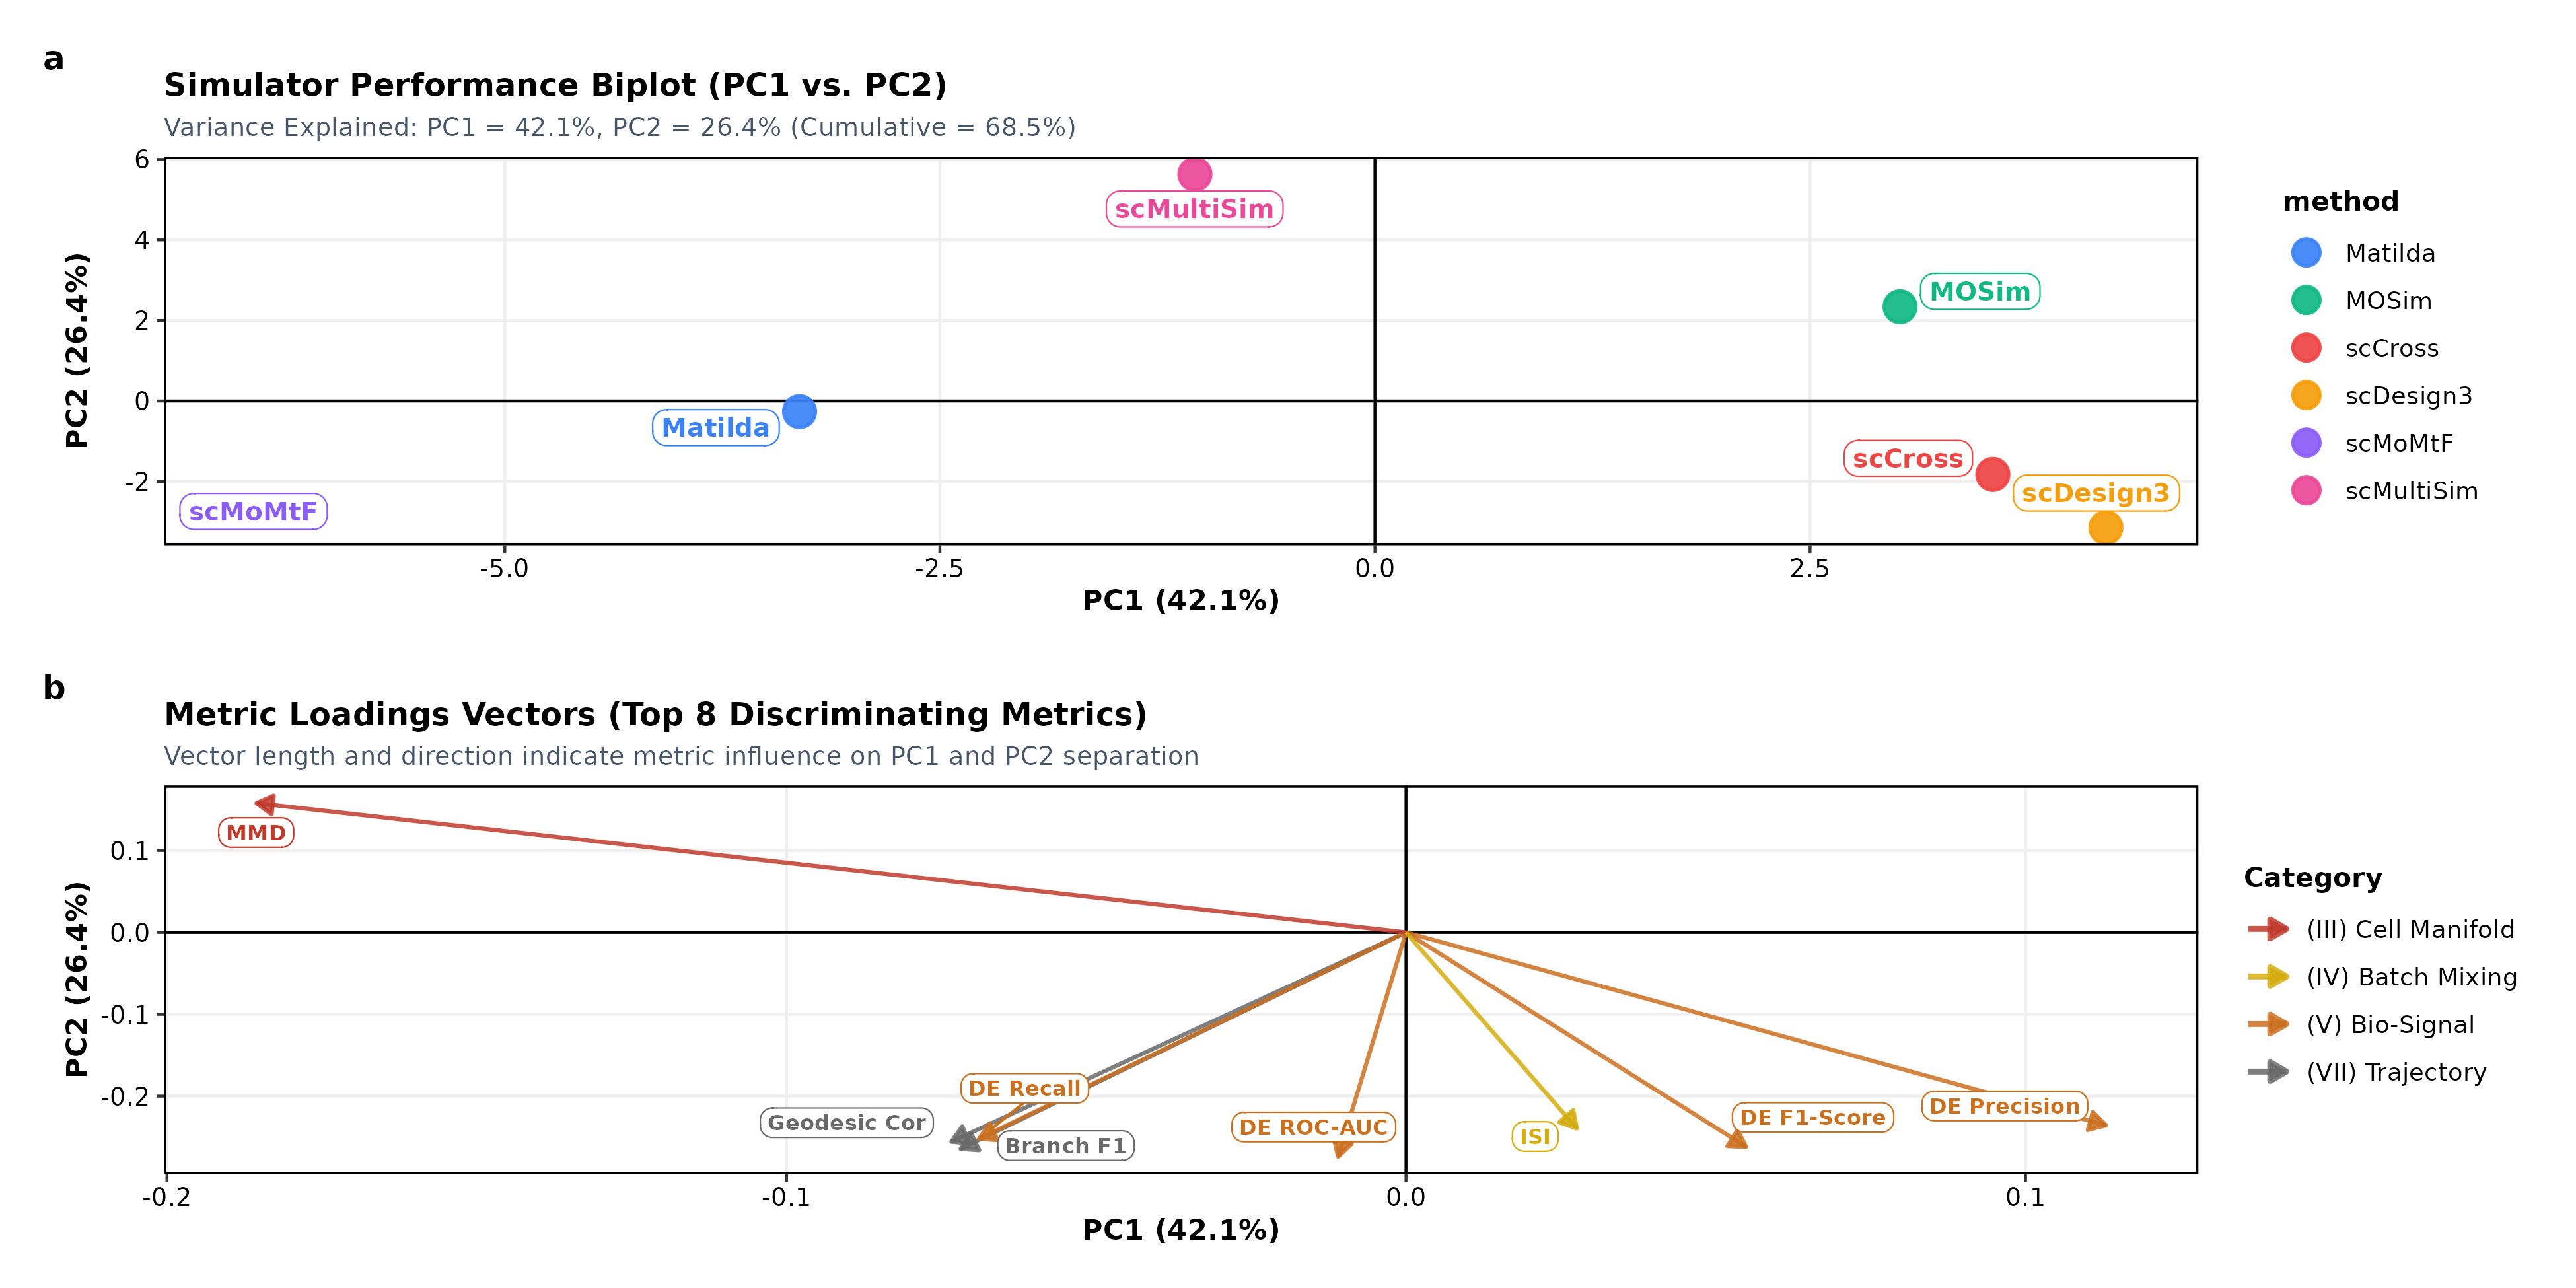 a
Simulator Performance Biplot (PC1 vs. PC2)
Variance Explained: PC1 = 42.1%, PC2 = 26.4% (Cumulative = 68.5%)
PC2 (26.4%)
6
4
2
0
-2
scMultiSim
MOSim
Matilda
scCross
scDesign3
scMoMtF
-5.0
-2.5
0.0
2.5
PC1 (42.1%)
method
Matilda
MOSim
scCross
scDesign3
scMoMtF
scMultiSim
b
Metric Loadings Vectors (Top 8 Discriminating Metrics)
Vector length and direction indicate metric influence on PC1 and PC2 separation
PC2 (26.4%)
0.1
0.0
-0.1
-0.2
MMD
DE Recall
Geodesic Cor
Branch F1
DE ROC-AUC
ISI
DE F1-Score
DE Precision
-0.2
-0.1
0.0
0.1
PC1 (42.1%)
Category
(III) Cell Manifold
(IV) Batch Mixing
(V) Bio-Signal
(VII) Trajectory